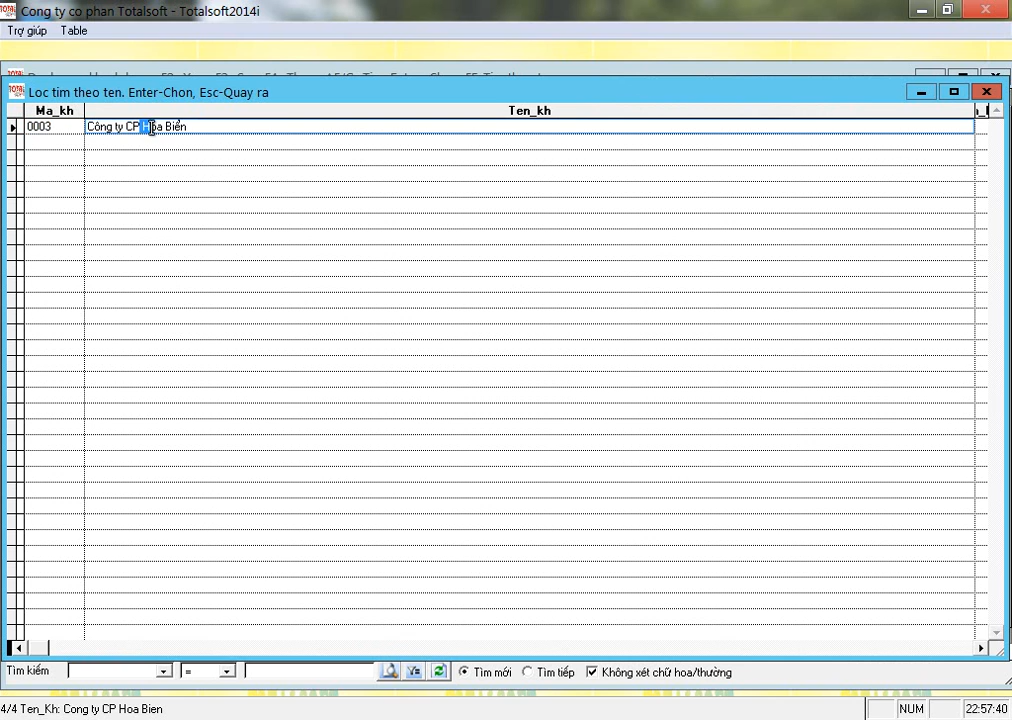 Cong ty co phan Totalsoft - Totalsoft2014i
Trợ giúp Table
Loc tim theo ten. Enter-Chon, Esc-Quay ra
Ma_kh Ten_kh
0003 Công ty CP Hoa Biển
Tìm kiếm = Tìm mới Tìm tiếp Không xét chữ hoa/thường
4/4 Ten_Kh: Cong ty CP Hoa Bien NUM 22:57:40